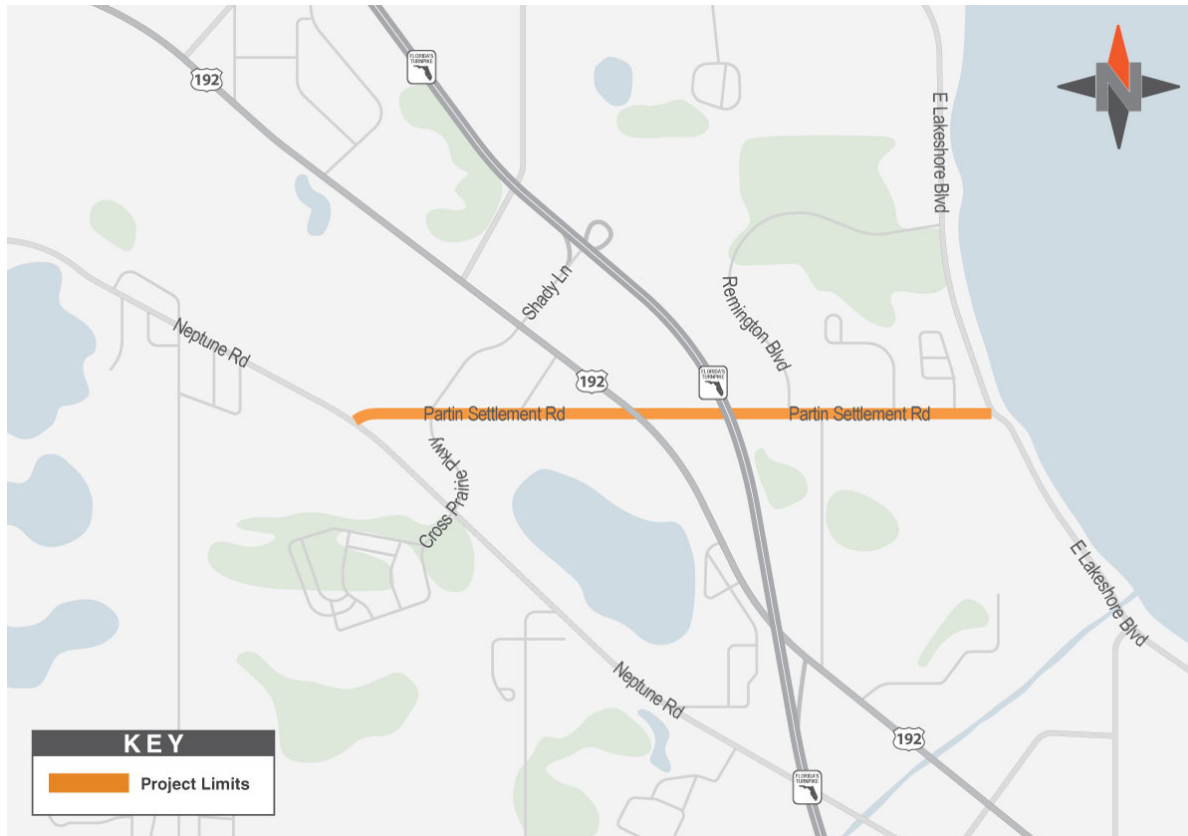 FLORIDA'S
TURNPIKE
192
N
E Lakeshore Blvd
Shady Ln
Remington Blvd
Neptune Rd
192
FLORIDA'S
TURNPIKE
Partin Settlement Rd
Partin Settlement Rd
Cross Prairie Pkwy
E Lakeshore Blvd
Neptune Rd
192
FLORIDA'S
TURNPIKE
KEY
Project Limits